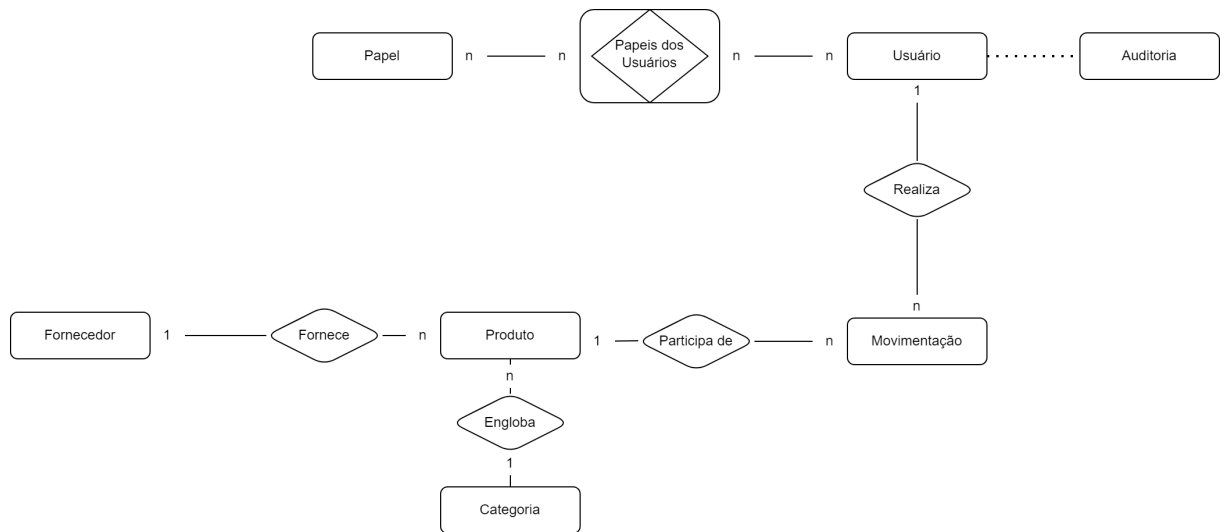 Papel
n
n
Papeis dos
Usuários
n
n
Usuário
Auditoria
1
Realiza
n
Fornecedor
1
Fornece
n
Produto
1
Participa de
n
Movimentação
n
Engloba
1
Categoria